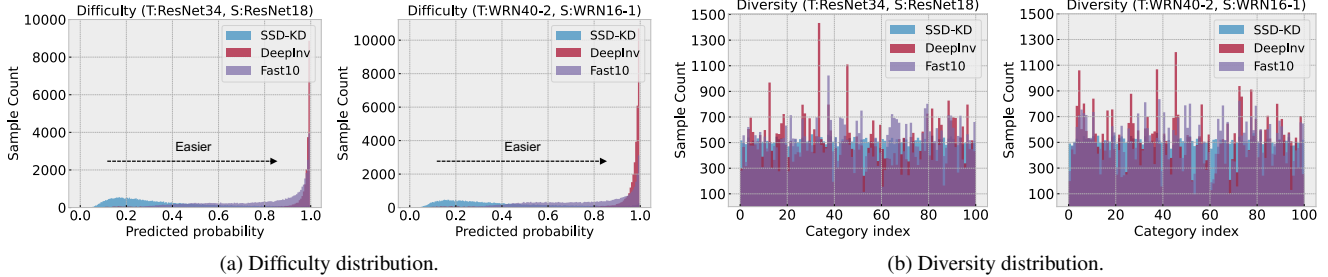 Difficulty (T:ResNet34, S:ResNet18)
Sample Count
10000
8000
6000
4000
2000
0
SSD-KD
DeepInv
Fast10
Easier
0.0 0.2 0.4 0.6 0.8 1.0
Predicted probability
Difficulty (T:WRN40-2, S:WRN16-1)
Sample Count
10000
8000
6000
4000
2000
0
SSD-KD
DeepInv
Fast10
Easier
0.0 0.2 0.4 0.6 0.8 1.0
Predicted probability
(a) Difficulty distribution.
Diversity (T:ResNet34, S:ResNet18)
Sample Count
1500
1300
1100
900
700
500
300
100
SSD-KD
DeepInv
Fast10
0 20 40 60 80 100
Category index
Diversity (T:WRN40-2, S:WRN16-1)
Sample Count
1500
1300
1100
900
700
500
300
100
SSD-KD
DeepInv
Fast10
0 20 40 60 80 100
Category index
(b) Diversity distribution.